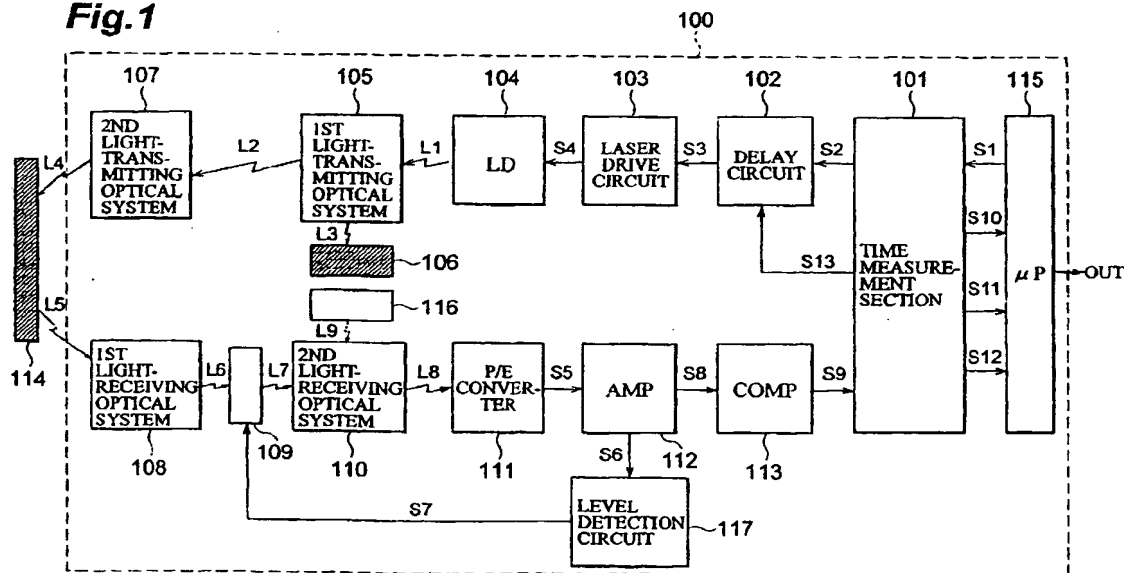 Fig.1
100
107
105
104
103
102
101
115
2ND
LIGHT-
TRANS-
MITTING
OPTICAL
SYSTEM
L4
L2
1ST
LIGHT-
TRANS-
MITTING
OPTICAL
SYSTEM
L1
LD
S4
LASER
DRIVE
CIRCUIT
S3
DELAY
CIRCUIT
S2
S1
S10
TIME
MEASURE-
MENT
SECTION
S13
μP
OUT
S11
S12
L3
106
116
L9
L5
114
1ST
LIGHT-
RECEIVING
OPTICAL
SYSTEM
L6
L7
2ND
LIGHT-
RECEIVING
OPTICAL
SYSTEM
L8
P/E
CONVER-
TER
S5
AMP
S8
COMP
S9
108
109
110
111
S6
112
113
S7
LEVEL
DETECTION
CIRCUIT
117